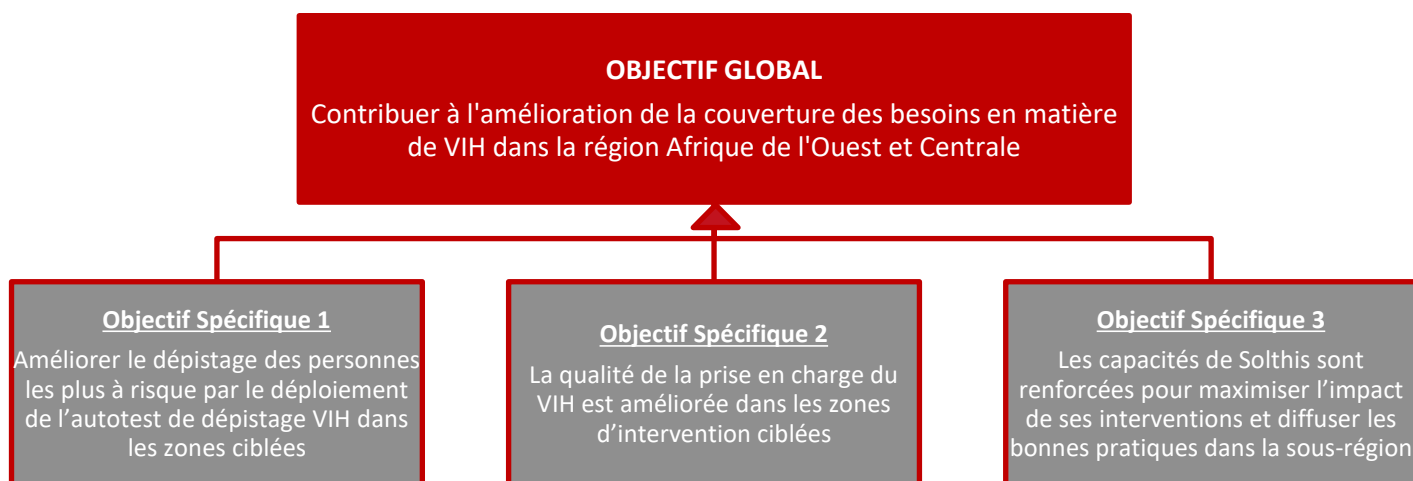 OBJECTIF GLOBAL
Contribuer à l'amélioration de la couverture des besoins en matière
de VIH dans la région Afrique de l'Ouest et Centrale
Objectif Spécifique 1
Améliorer le dépistage des personnes
les plus à risque par le déploiement
de l’autotest de dépistage VIH dans
les zones ciblées
Objectif Spécifique 2
La qualité de la prise en charge du
VIH est améliorée dans les zones
d’intervention ciblées
Objectif Spécifique 3
Les capacités de Solthis sont
renforcées pour maximiser l’impact
de ses interventions et diffuser les
bonnes pratiques dans la sous-région